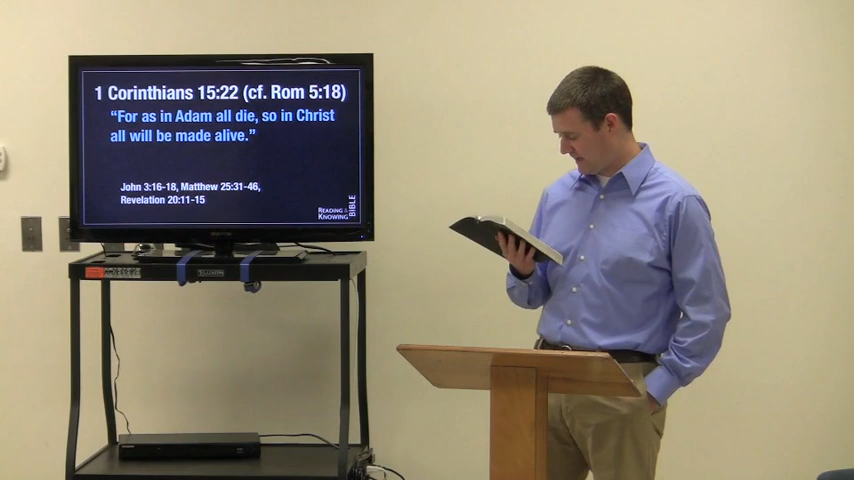 1 Corinthians 15:22 (cf. Rom 5:18)
“For as in Adam all die, so in Christ
all will be made alive.”
John 3:16-18, Matthew 25:31-46,
Revelation 20:11-15
READING &
KNOWING
BIBLE